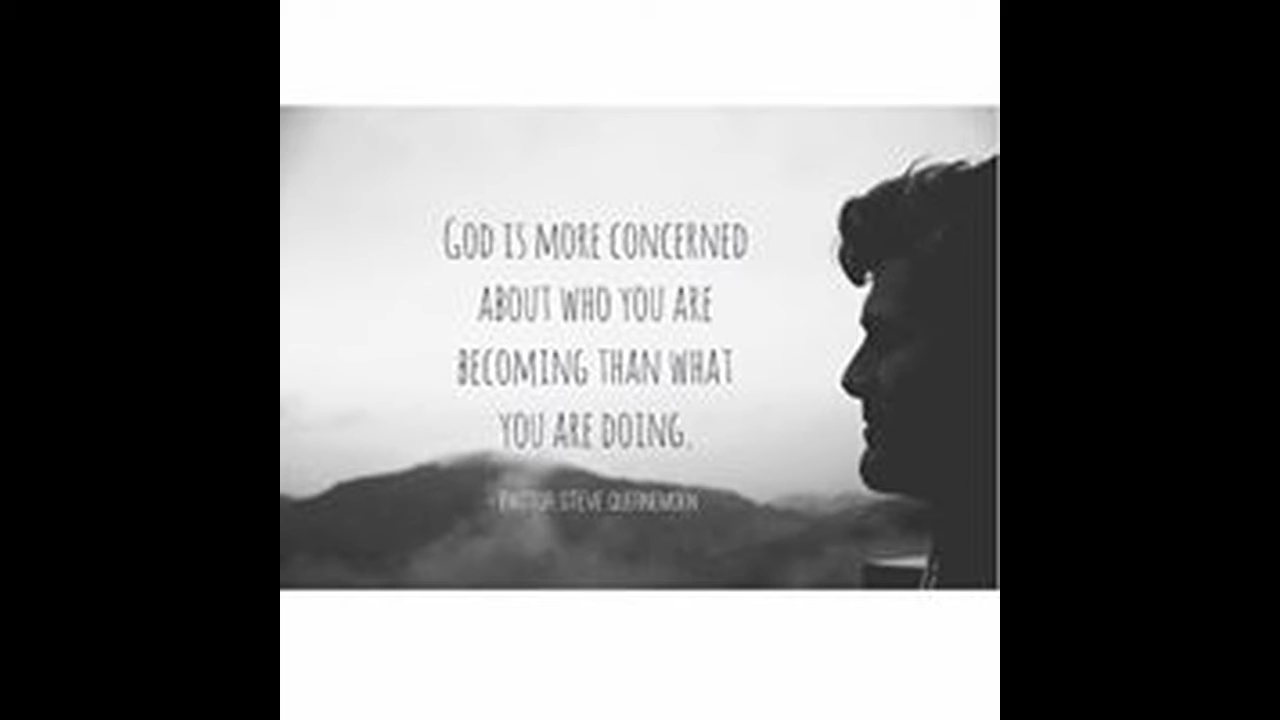 God is more concerned
about who you are
becoming than what
you are doing.
- Pastor Steve